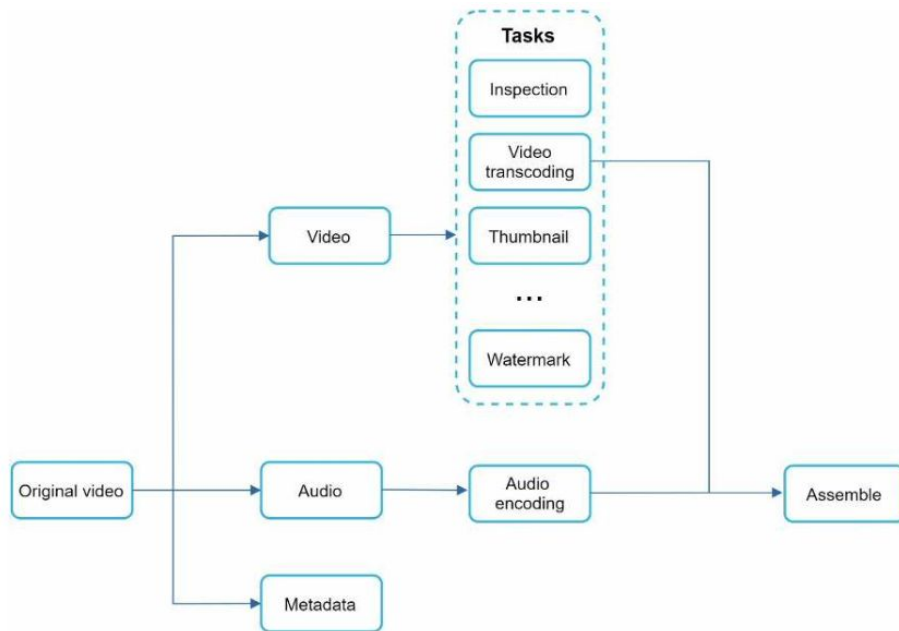 Tasks
Inspection
Video
transcoding
Video
Thumbnail
...
Watermark
Original video
Audio
Audio
encoding
Assemble
Metadata